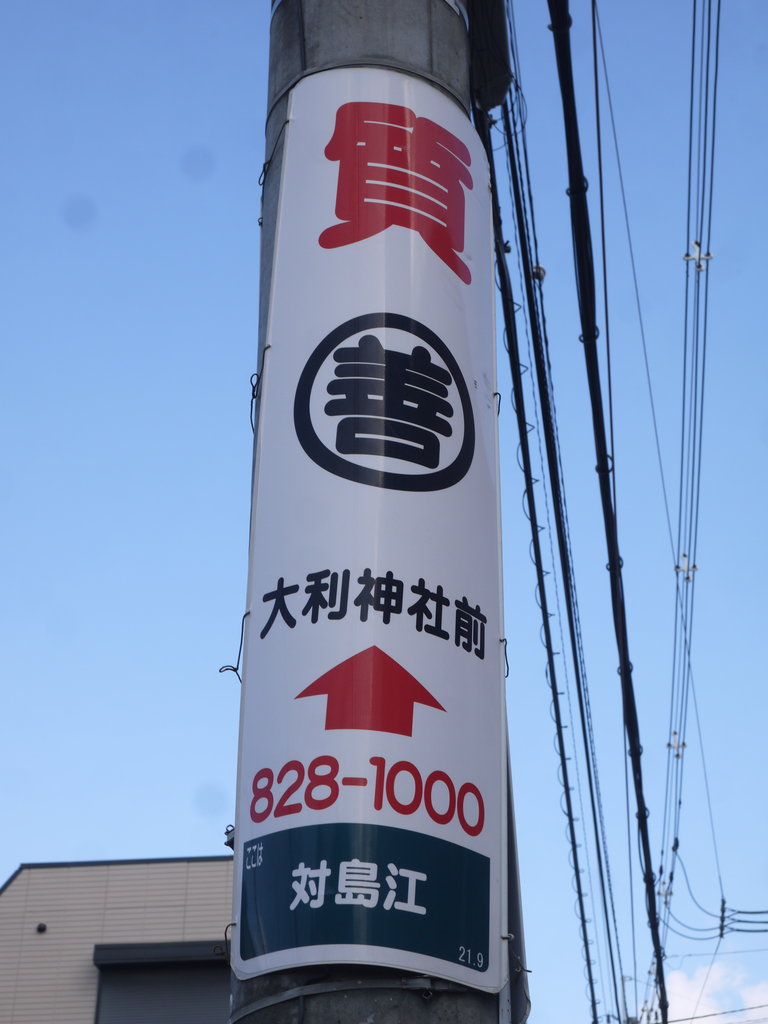 質
善
大利神社前
828-1000
ここは
対島江
21.9